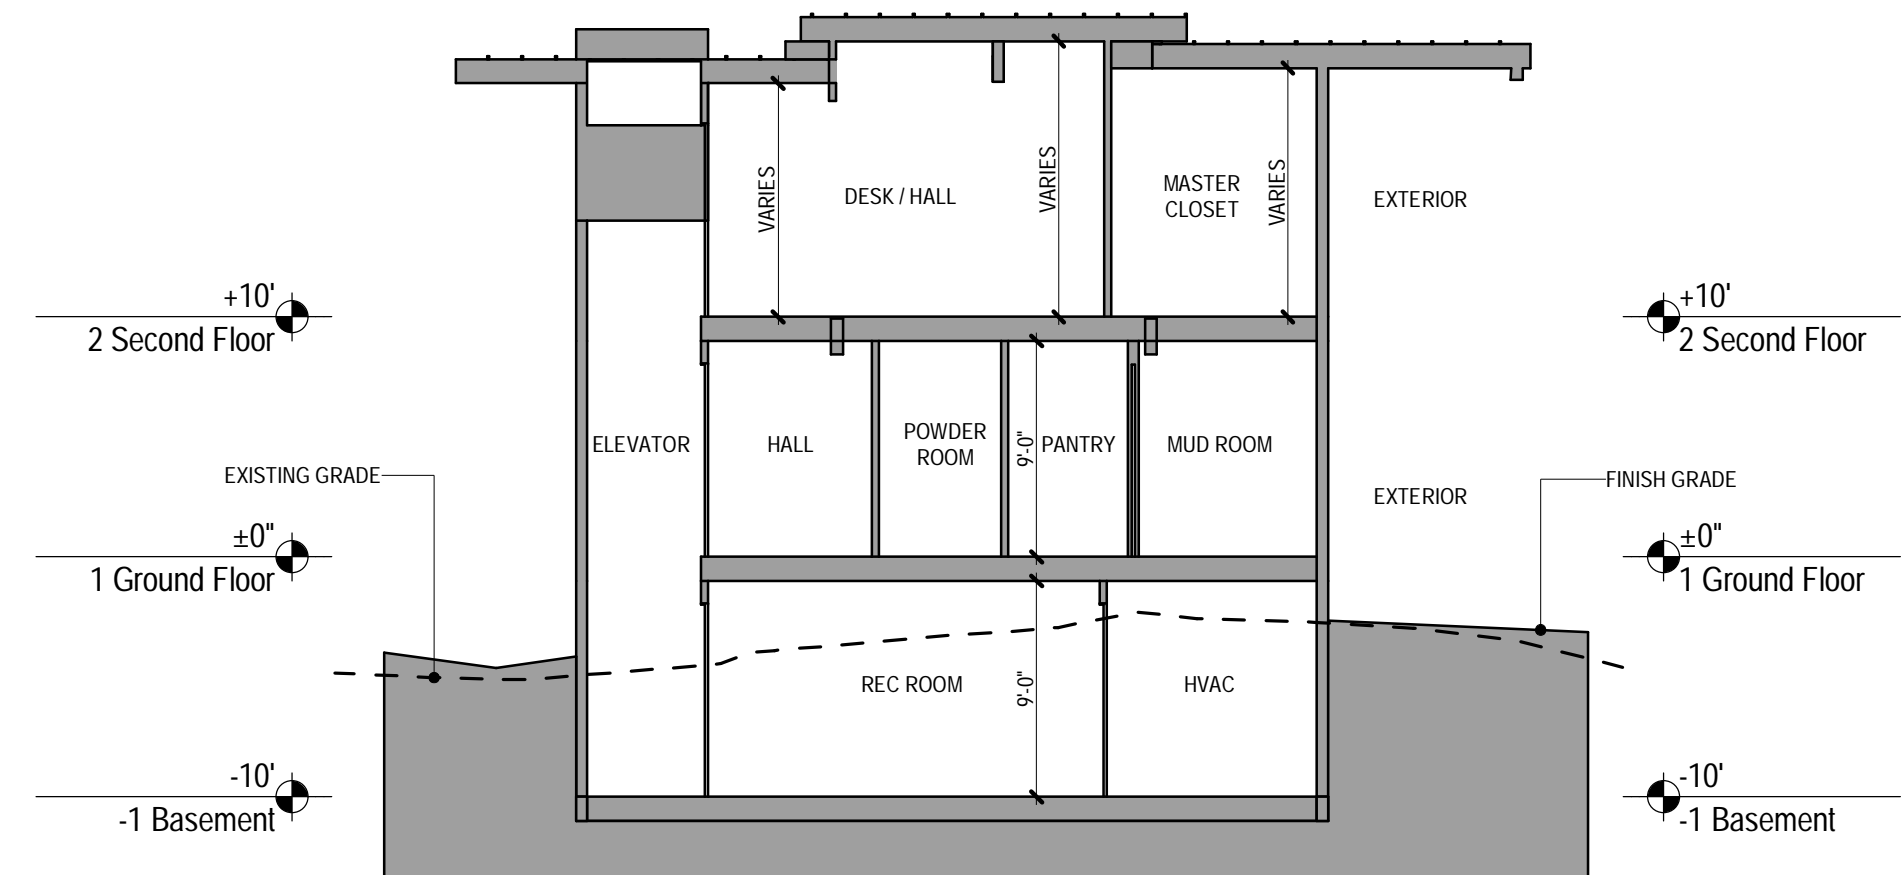 VARIES
DESK / HALL
VARIES
MASTER
CLOSET
VARIES
EXTERIOR
+10'
2 Second Floor
+10'
2 Second Floor
ELEVATOR
HALL
POWDER
ROOM
9'-0"
PANTRY
MUD ROOM
EXISTING GRADE
EXTERIOR
FINISH GRADE
±0"
1 Ground Floor
±0"
1 Ground Floor
REC ROOM
9'-0"
HVAC
-10'
-1 Basement
-10'
-1 Basement